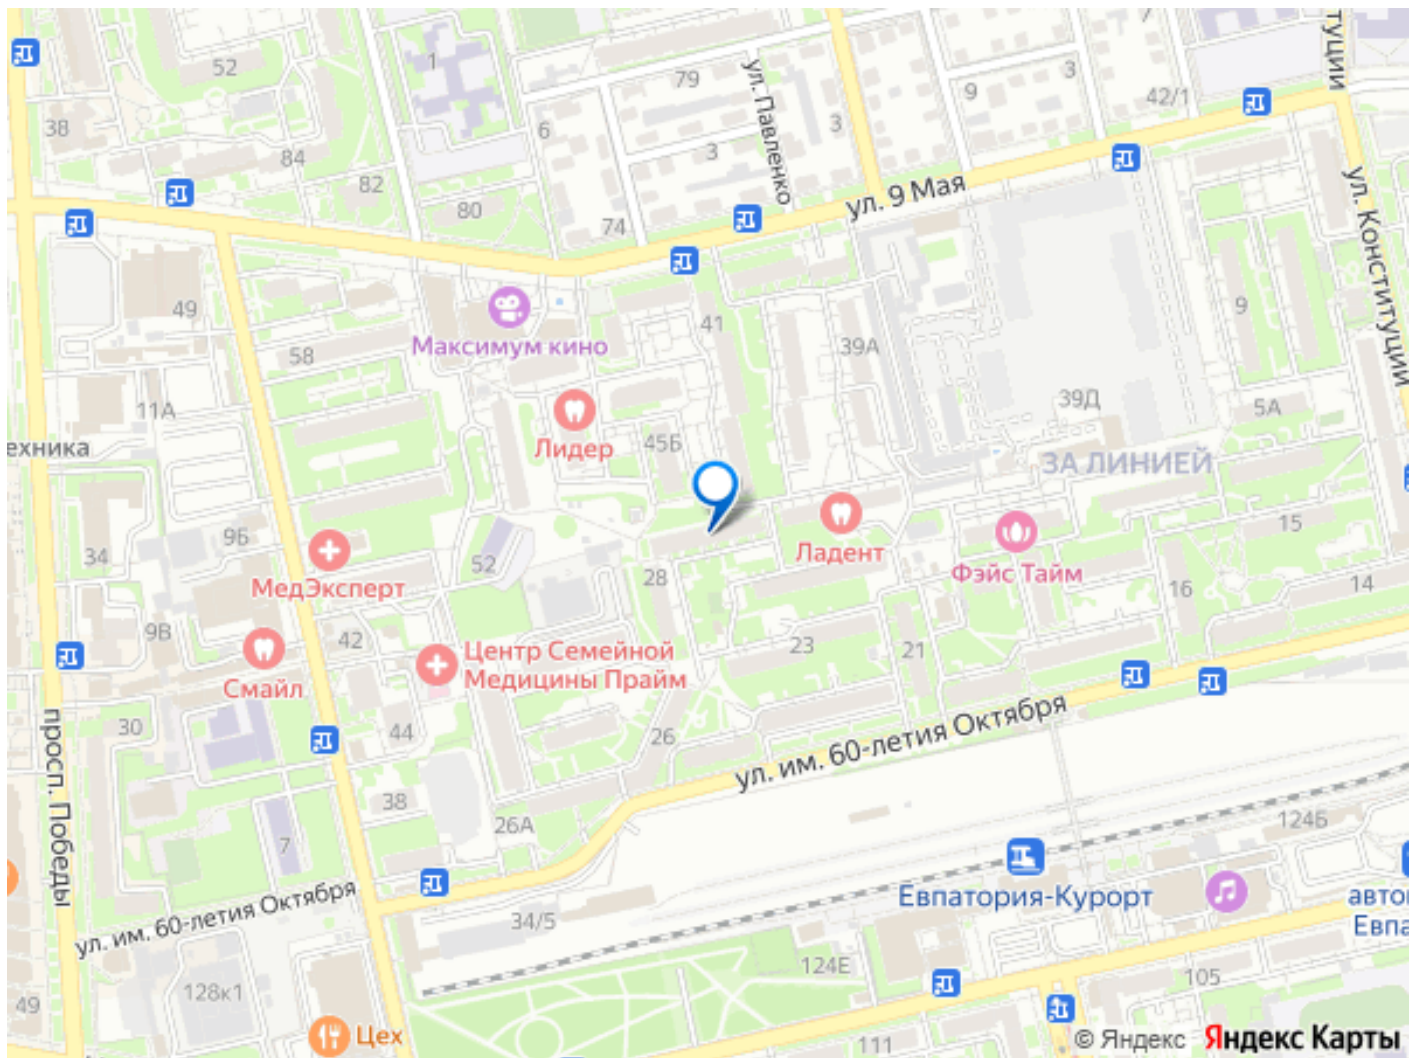 52
1
79
ул. Павленко
3
9
3
42/1
7
38
84
82
80
6
74
3
ул. 9 Мая
туции
ул. Конституции
49
58
Максимум кино
41
39А
9
11А
ехника
Лидер
45Б
39Д
5А
ЗА ЛИНИЕЙ
34
9Б
МедЭксперт
52
28
Ладент
Фэйс Тайм
15
16
14
9В
42
Смайл
Центр Семейной
Медицины Прайм
23
21
30
44
26
ул. им. 60-летия Октября
просп. Победы
38
26А
7
124Б
Евпатория-Курорт
авто
Евпа
ул. им. 60-летия Октября
34/5
124Е
105
49
128к1
Цех
111
© Яндекс Яндекс Карты